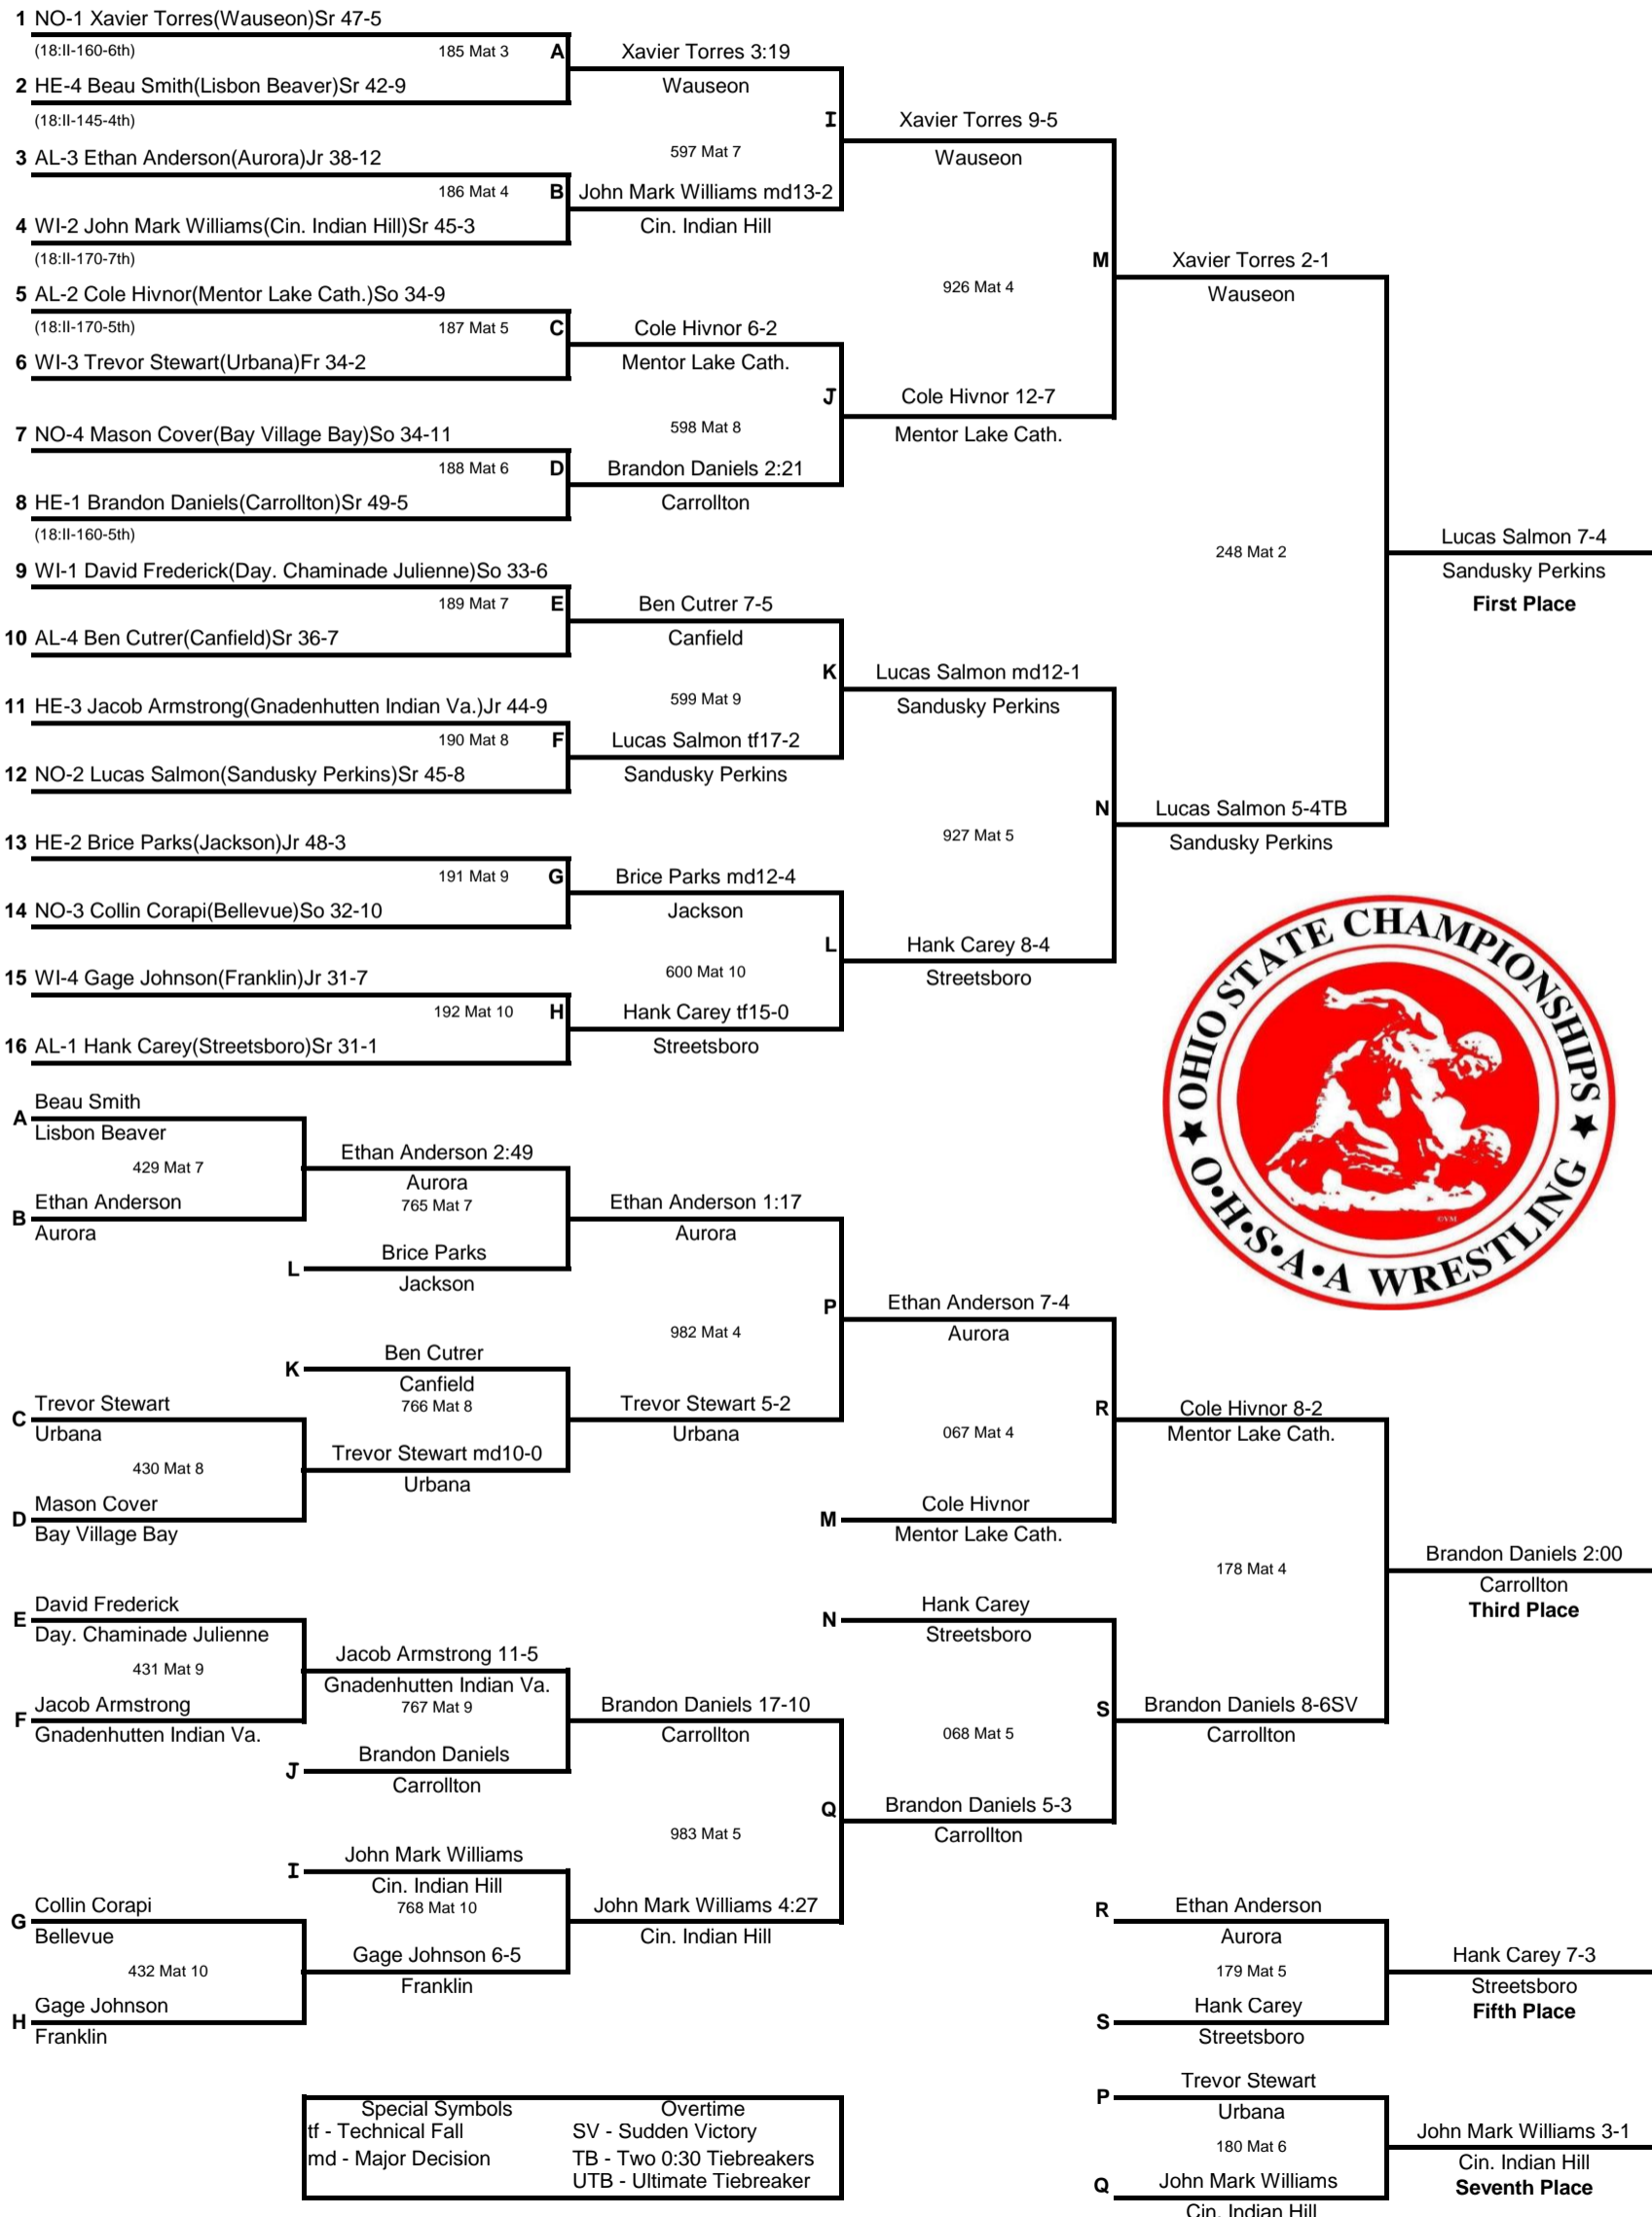 1 NO-1 Xavier Torres(Wauseon)Sr 47-5
(18:II-160-6th)
185 Mat 3
A
2 HE-4 Beau Smith(Lisbon Beaver)Sr 42-9
(18:II-145-4th)
Xavier Torres 3:19
Wauseon
I
597 Mat 7
3 AL-3 Ethan Anderson(Aurora)Jr 38-12
186 Mat 4
B
4 WI-2 John Mark Williams(Cin. Indian Hill)Sr 45-3
(18:II-170-7th)
John Mark Williams md13-2
Cin. Indian Hill
Xavier Torres 9-5
Wauseon
M
926 Mat 4
5 AL-2 Cole Hivnor(Mentor Lake Cath.)So 34-9
(18:II-170-5th)
187 Mat 5
C
6 WI-3 Trevor Stewart(Urbana)Fr 34-2
Cole Hivnor 6-2
Mentor Lake Cath.
J
598 Mat 8
7 NO-4 Mason Cover(Bay Village Bay)So 34-11
188 Mat 6
D
8 HE-1 Brandon Daniels(Carrollton)Sr 49-5
(18:II-160-5th)
Brandon Daniels 2:21
Carrollton
Cole Hivnor 12-7
Mentor Lake Cath.
Xavier Torres 2-1
Wauseon
248 Mat 2
9 WI-1 David Frederick(Day. Chaminade Julienne)So 33-6
189 Mat 7
E
10 AL-4 Ben Cutrer(Canfield)Sr 36-7
Ben Cutrer 7-5
Canfield
K
599 Mat 9
11 HE-3 Jacob Armstrong(Gnadenhutten Indian Va.)Jr 44-9
190 Mat 8
F
12 NO-2 Lucas Salmon(Sandusky Perkins)Sr 45-8
Lucas Salmon tf17-2
Sandusky Perkins
Lucas Salmon md12-1
Sandusky Perkins
N
927 Mat 5
13 HE-2 Brice Parks(Jackson)Jr 48-3
191 Mat 9
G
14 NO-3 Collin Corapi(Bellevue)So 32-10
Brice Parks md12-4
Jackson
L
600 Mat 10
15 WI-4 Gage Johnson(Franklin)Jr 31-7
192 Mat 10
H
16 AL-1 Hank Carey(Streetsboro)Sr 31-1
Hank Carey tf15-0
Streetsboro
Hank Carey 8-4
Streetsboro
Lucas Salmon 5-4TB
Sandusky Perkins
Lucas Salmon 7-4
Sandusky Perkins
First Place
★ OHIO STATE CHAMPIONSHIPS ★
O•H•S•A•A WRESTLING
©VM
A
Beau Smith
Lisbon Beaver
429 Mat 7
B
Ethan Anderson
Aurora
Ethan Anderson 2:49
Aurora
765 Mat 7
L
Brice Parks
Jackson
Ethan Anderson 1:17
Aurora
P
982 Mat 4
K
Ben Cutrer
Canfield
766 Mat 8
C
Trevor Stewart
Urbana
430 Mat 8
D
Mason Cover
Bay Village Bay
Trevor Stewart md10-0
Urbana
Trevor Stewart 5-2
Urbana
Ethan Anderson 7-4
Aurora
R
067 Mat 4
M
Cole Hivnor
Mentor Lake Cath.
Cole Hivnor 8-2
Mentor Lake Cath.
178 Mat 4
Brandon Daniels 2:00
Carrollton
Third Place
E
David Frederick
Day. Chaminade Julienne
431 Mat 9
F
Jacob Armstrong
Gnadenhutten Indian Va.
Jacob Armstrong 11-5
Gnadenhutten Indian Va.
767 Mat 9
J
Brandon Daniels
Carrollton
Brandon Daniels 17-10
Carrollton
Q
983 Mat 5
I
John Mark Williams
Cin. Indian Hill
768 Mat 10
G
Collin Corapi
Bellevue
432 Mat 10
H
Gage Johnson
Franklin
Gage Johnson 6-5
Franklin
John Mark Williams 4:27
Cin. Indian Hill
N
Hank Carey
Streetsboro
S
068 Mat 5
Brandon Daniels 5-3
Carrollton
Brandon Daniels 8-6SV
Carrollton
R
Ethan Anderson
Aurora
179 Mat 5
S
Hank Carey
Streetsboro
Hank Carey 7-3
Streetsboro
Fifth Place
P
Trevor Stewart
Urbana
180 Mat 6
Q
John Mark Williams
Cin. Indian Hill
John Mark Williams 3-1
Cin. Indian Hill
Seventh Place
Special Symbols
tf - Technical Fall
md - Major Decision
Overtime
SV - Sudden Victory
TB - Two 0:30 Tiebreakers
UTB - Ultimate Tiebreaker